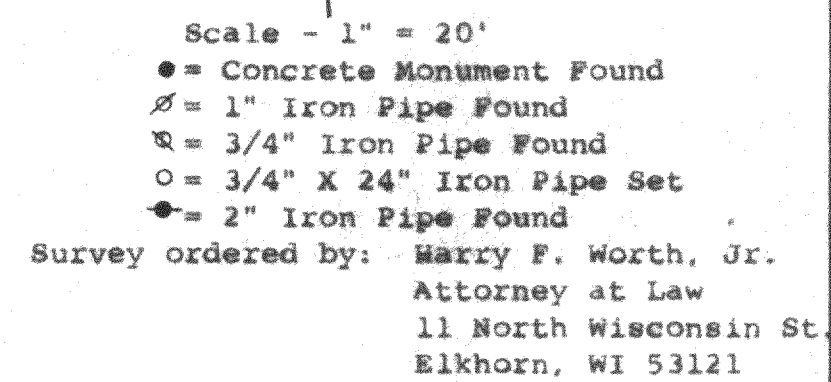 Scale - 1" = 20'
● = Concrete Monument Found
∅ = 1" Iron Pipe Found
= 3/4" Iron Pipe Found
○ = 3/4" X 24" Iron Pipe Set
= 2" Iron Pipe Found
Survey ordered by: Harry F. Worth, Jr.
Attorney at Law
11 North Wisconsin St.
Elkhorn, WI 53121